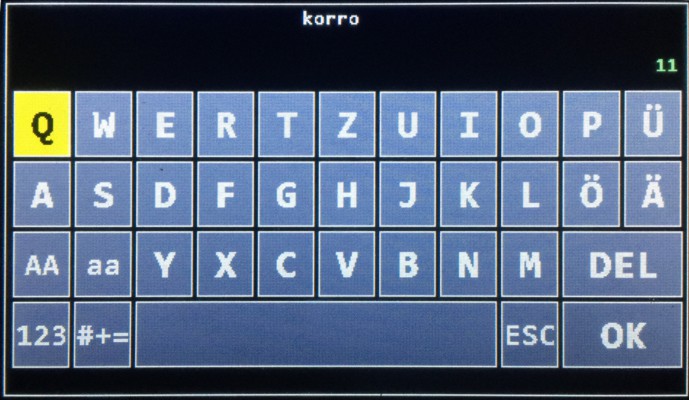 korro
11
Q W E R T Z U I O P Ü
A S D F G H J K L Ö Ä
AA aa Y X C V B N M DEL
123 #+= ESC OK